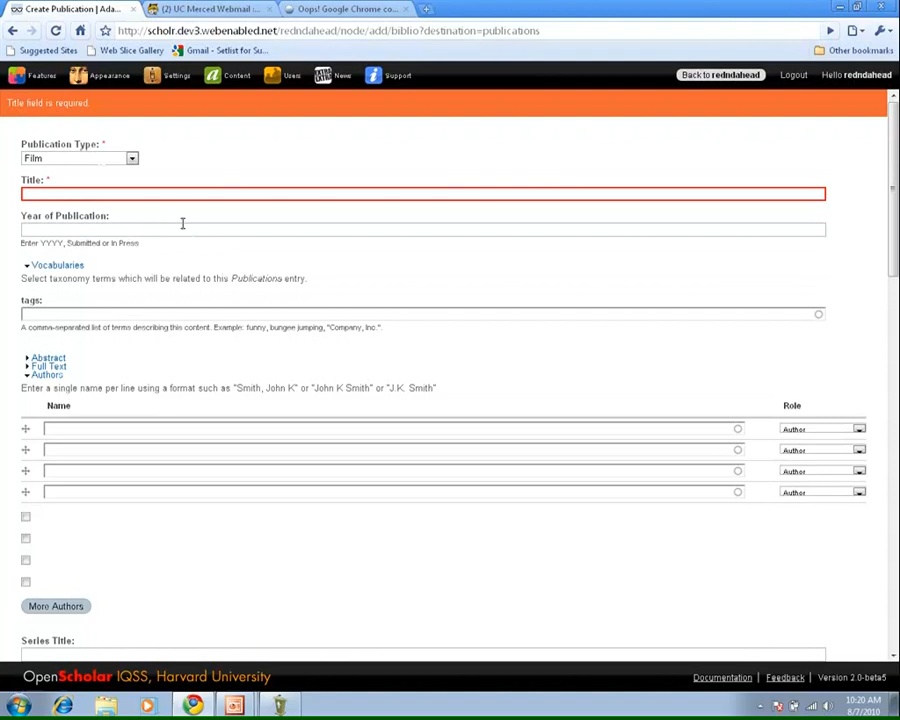 Create Publication | Ada...
(2) UC Merced Webmail ...
Oops! Google Chrome co...
http://scholr.dev3.webenabled.net/redndahead/node/add/biblio?destination=publications
Suggested Sites
Web Slice Gallery
Gmail - Setlist for Su...
Other bookmarks
Features
Appearance
Settings
Content
Users
News
Support
Back to redndahead
Logout
Hello redndahead
Title field is required.
Publication Type: *
Film
Title: *
Year of Publication:
Enter YYYY, Submitted or In Press
Vocabularies
Select taxonomy terms which will be related to this Publications entry.
tags:
A comma-separated list of terms describing this content. Example: funny, bungee jumping, "Company, Inc.".
Abstract
Full Text
Authors
Enter a single name per line using a format such as "Smith, John K" or "John K Smith" or "J.K. Smith"
Name
Role
Author
Author
Author
Author
More Authors
Series Title:
OpenScholar IQSS, Harvard University
Documentation
Feedback
Version 2.0-beta5
10:20 AM
8/7/2010